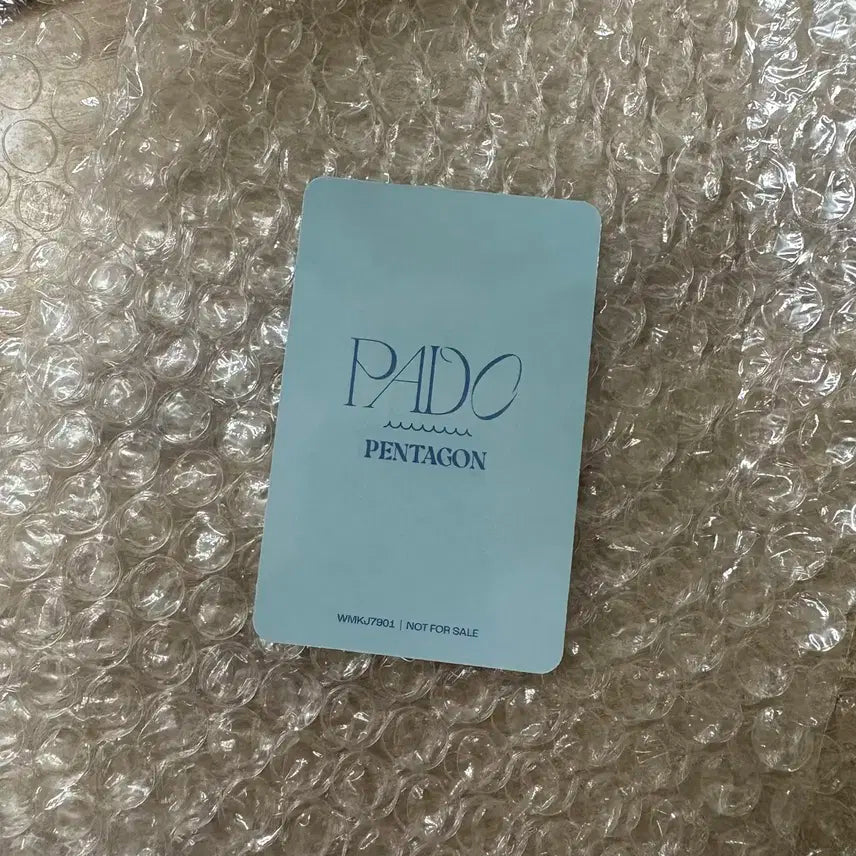 PADO
PENTAGON
WMKJ7901 | NOT FOR SALE